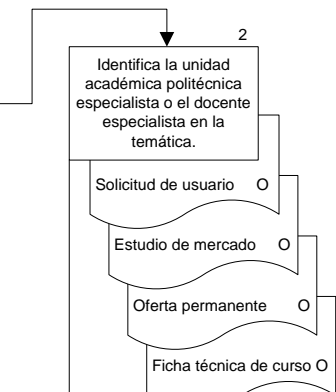 2
Identifica la unidad
académica politécnica
especialista o el docente
especialista en la
temática.
Solicitud de usuario O
Estudio de mercado O
Oferta permanente O
Ficha técnica de curso O